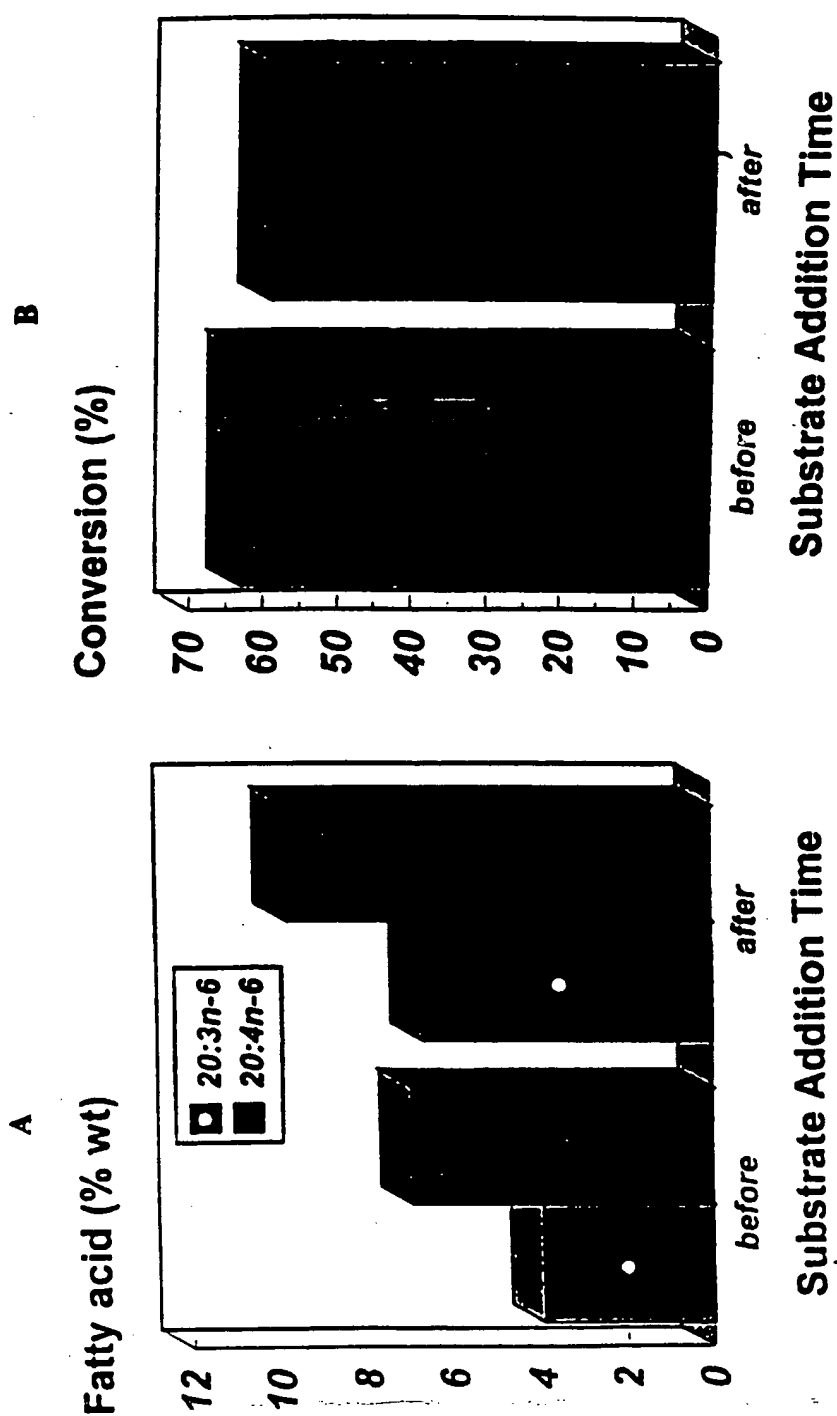 A
Fatty acid (% wt)
12
10
8
6
4
2
0
20:3n-6
20:4n-6
before
after
Substrate Addition Time
B
Conversion (%)
70
60
50
40
30
20
10
0
before
after
Substrate Addition Time